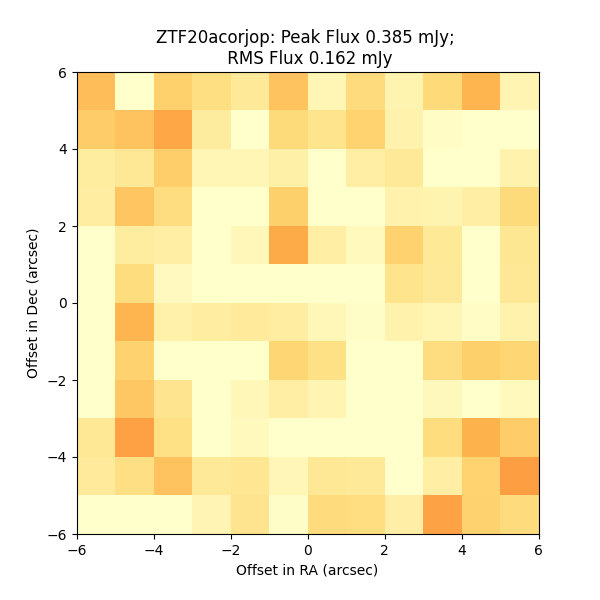 ZTF20acorjop: Peak Flux 0.385 mJy;
RMS Flux 0.162 mJy
6
4
2
0
−2
−4
−6
Offset in Dec (arcsec)
−6 −4 −2 0 2 4 6
Offset in RA (arcsec)